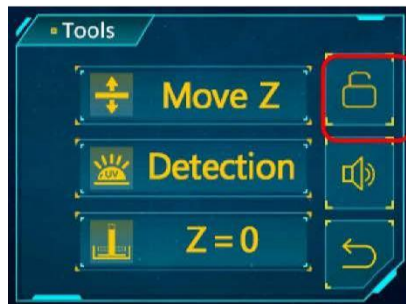 Tools
Move Z
UV
Detection
Z = 0